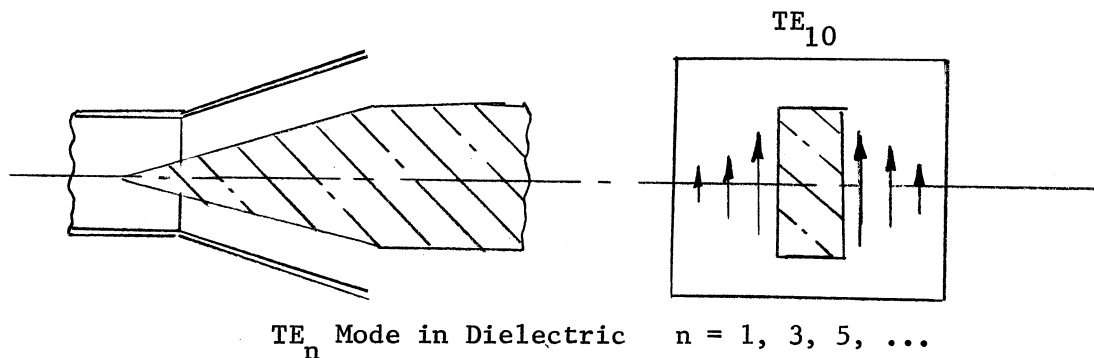 TE10
TEn Mode in Dielectric n = 1, 3, 5, ...